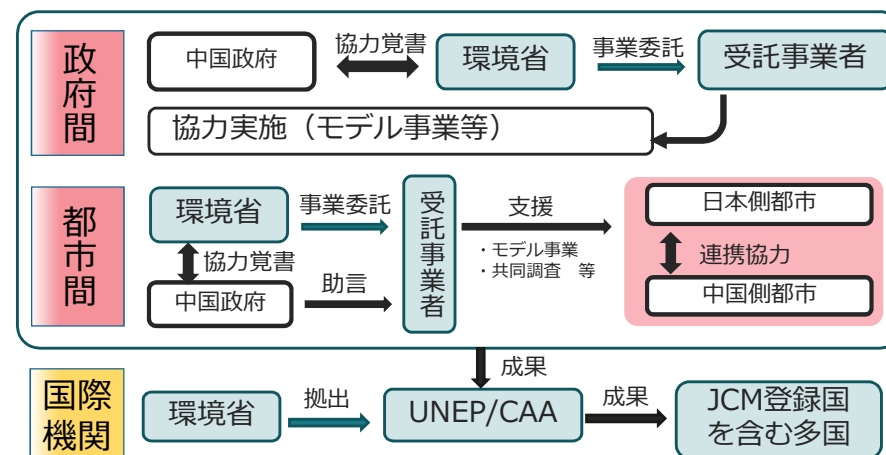 政府間
中国政府
協力覚書
環境省
事業委託
受託事業者
協力実施（モデル事業等）
都市間
環境省
事業委託
受託事業者
支援
・モデル事業
・共同調査　等
日本側都市
連携協力
中国側都市
協力覚書
中国政府
助言
成果
国際
機関
環境省
拠出
UNEP/CAA
成果
JCM登録国
を含む多国